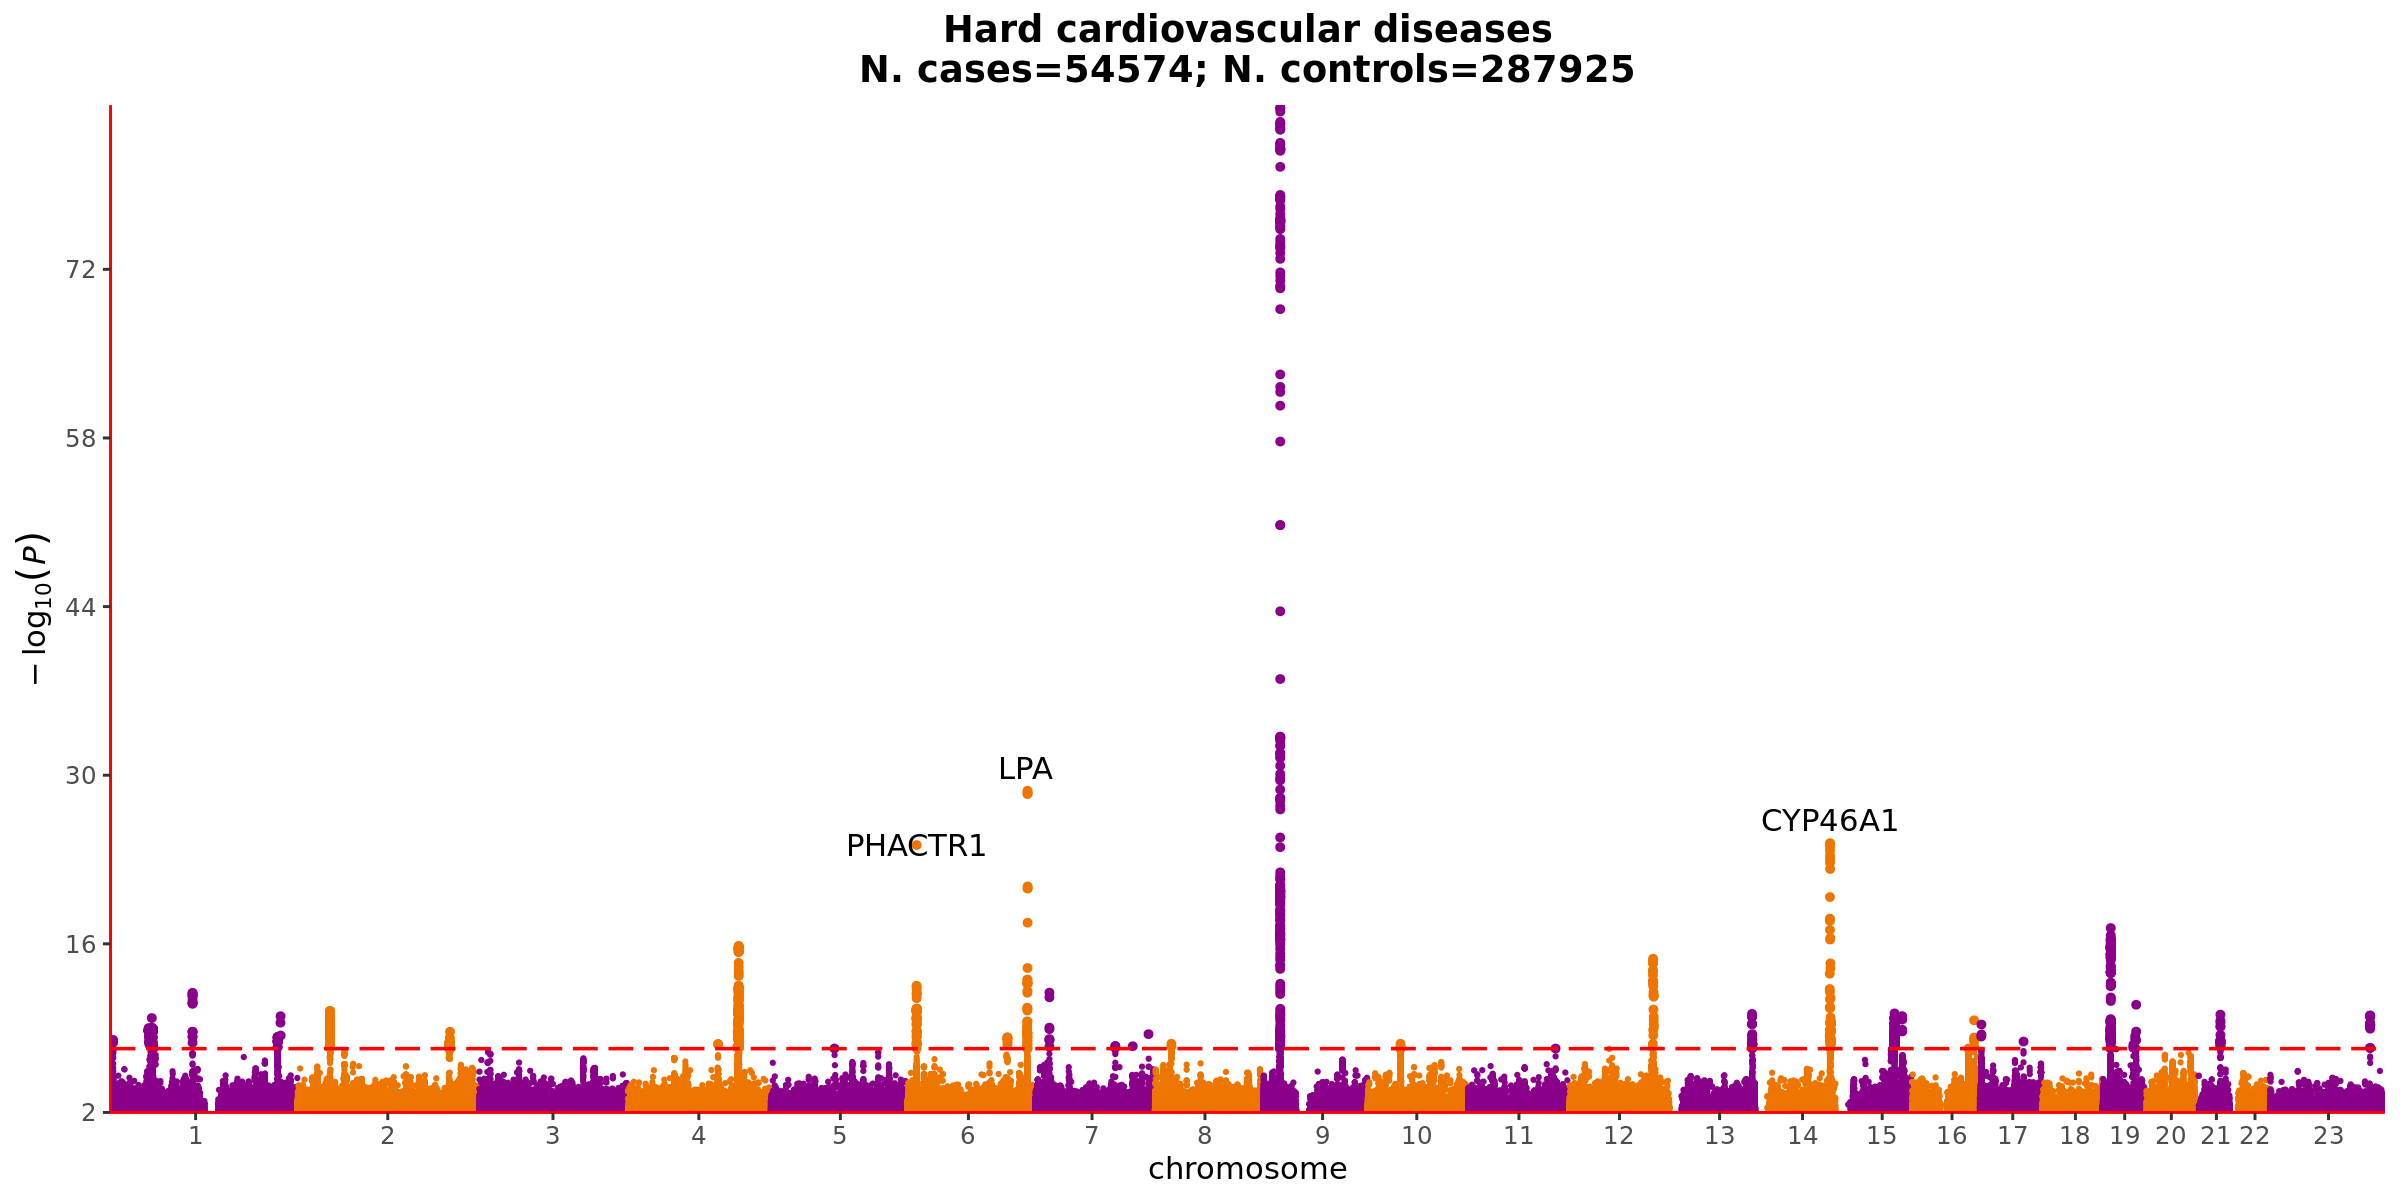 Hard cardiovascular diseases
N. cases=54574; N. controls=287925
72
58
44
30
16
2
−log10(P)
LPA
PHACTR1
CYP46A1
1 2 3 4 5 6 7 8 9 10 11 12 13 14 15 16 17 18 19 20 21 22 23
chromosome